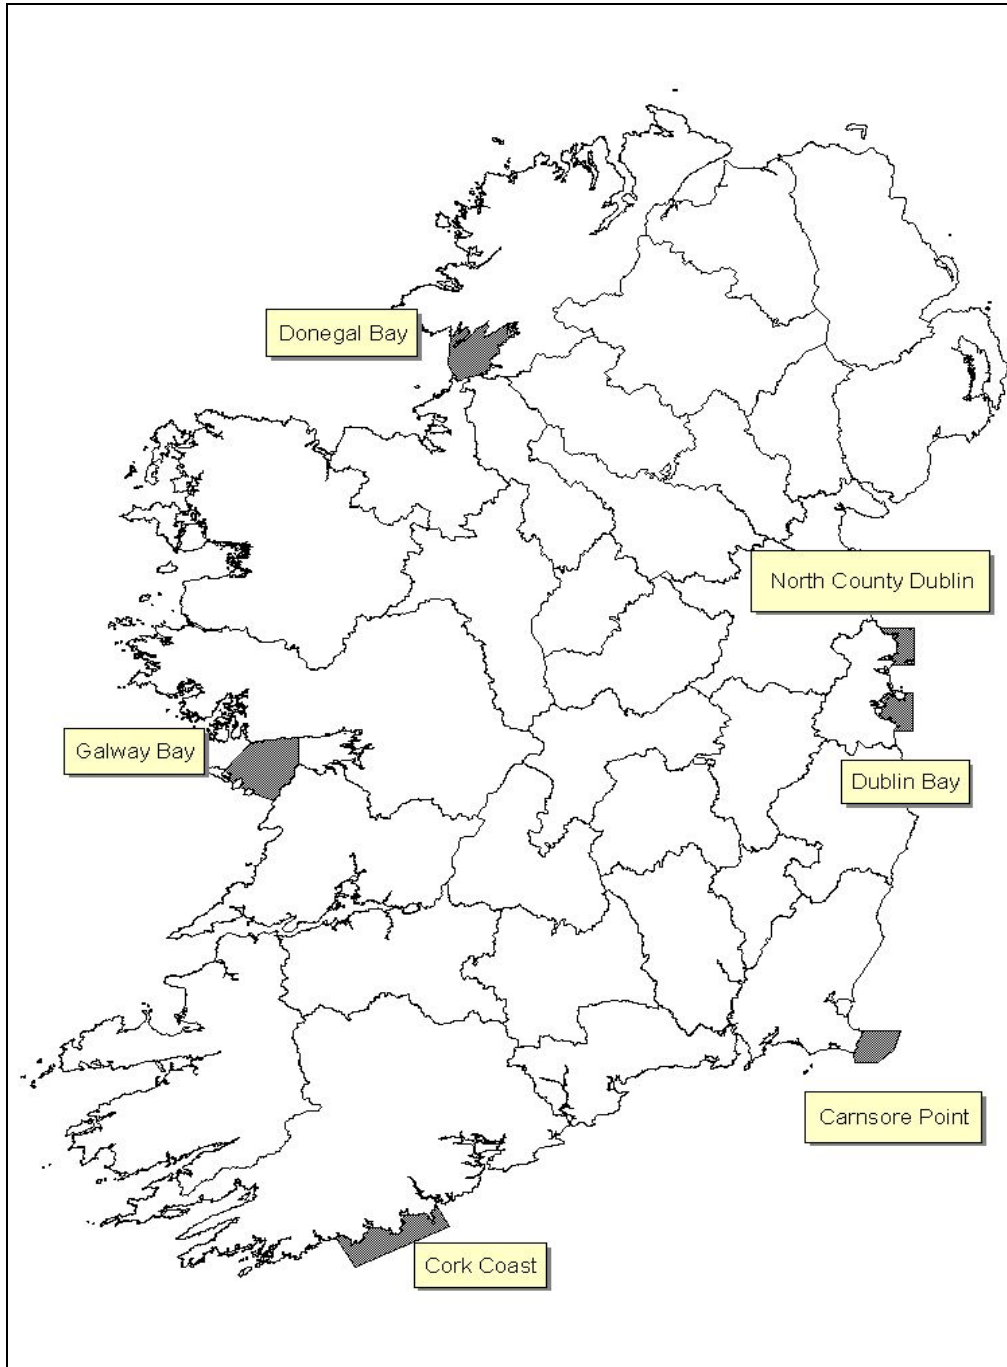 Donegal Bay
North County Dublin
Galway Bay
Dublin Bay
Carnsore Point
Cork Coast